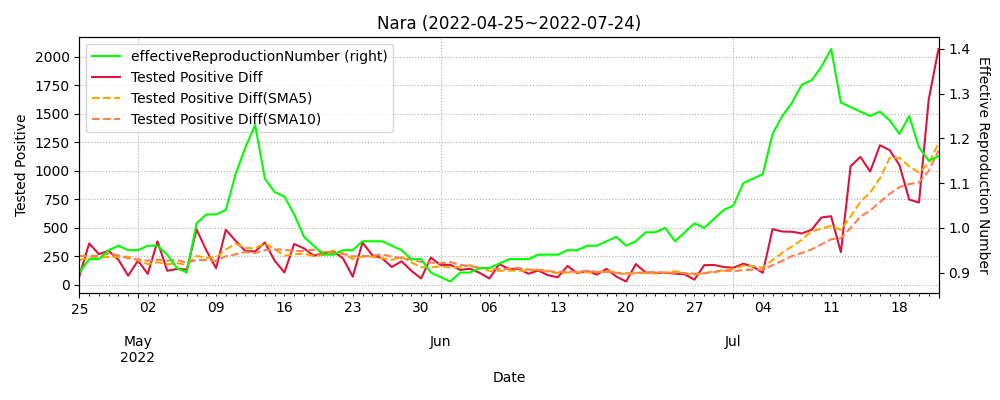 Nara (2022-04-25~2022-07-24)
effectiveReproductionNumber (right)
Tested Positive Diff
Tested Positive Diff(SMA5)
Tested Positive Diff(SMA10)
Tested Positive
2000
1750
1500
1250
1000
750
500
250
0
Effective Reproduction Number
1.4
1.3
1.2
1.1
1.0
0.9
25 02 09 16 23 30 06 13 20 27 04 11 18
May Jun Jul
2022
Date